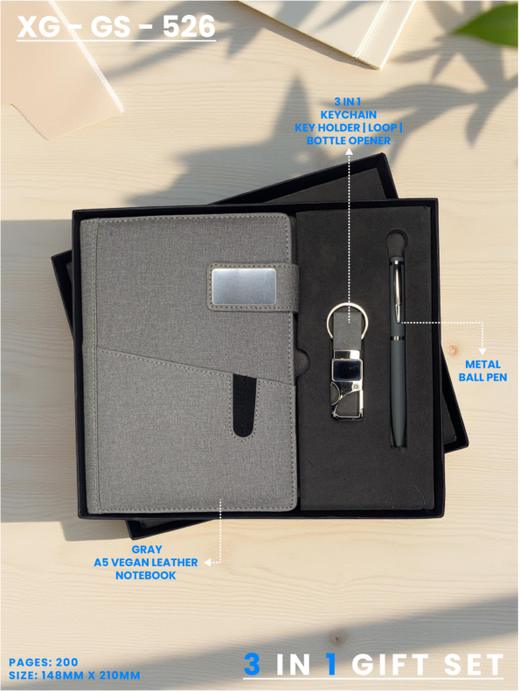 XG - GS - 526
3 IN 1
KEYCHAIN
KEY HOLDER | LOOP |
BOTTLE OPENER
METAL
BALL PEN
GRAY
A5 VEGAN LEATHER
NOTEBOOK
PAGES: 200
SIZE: 148MM X 210MM
3 IN 1 GIFT SET